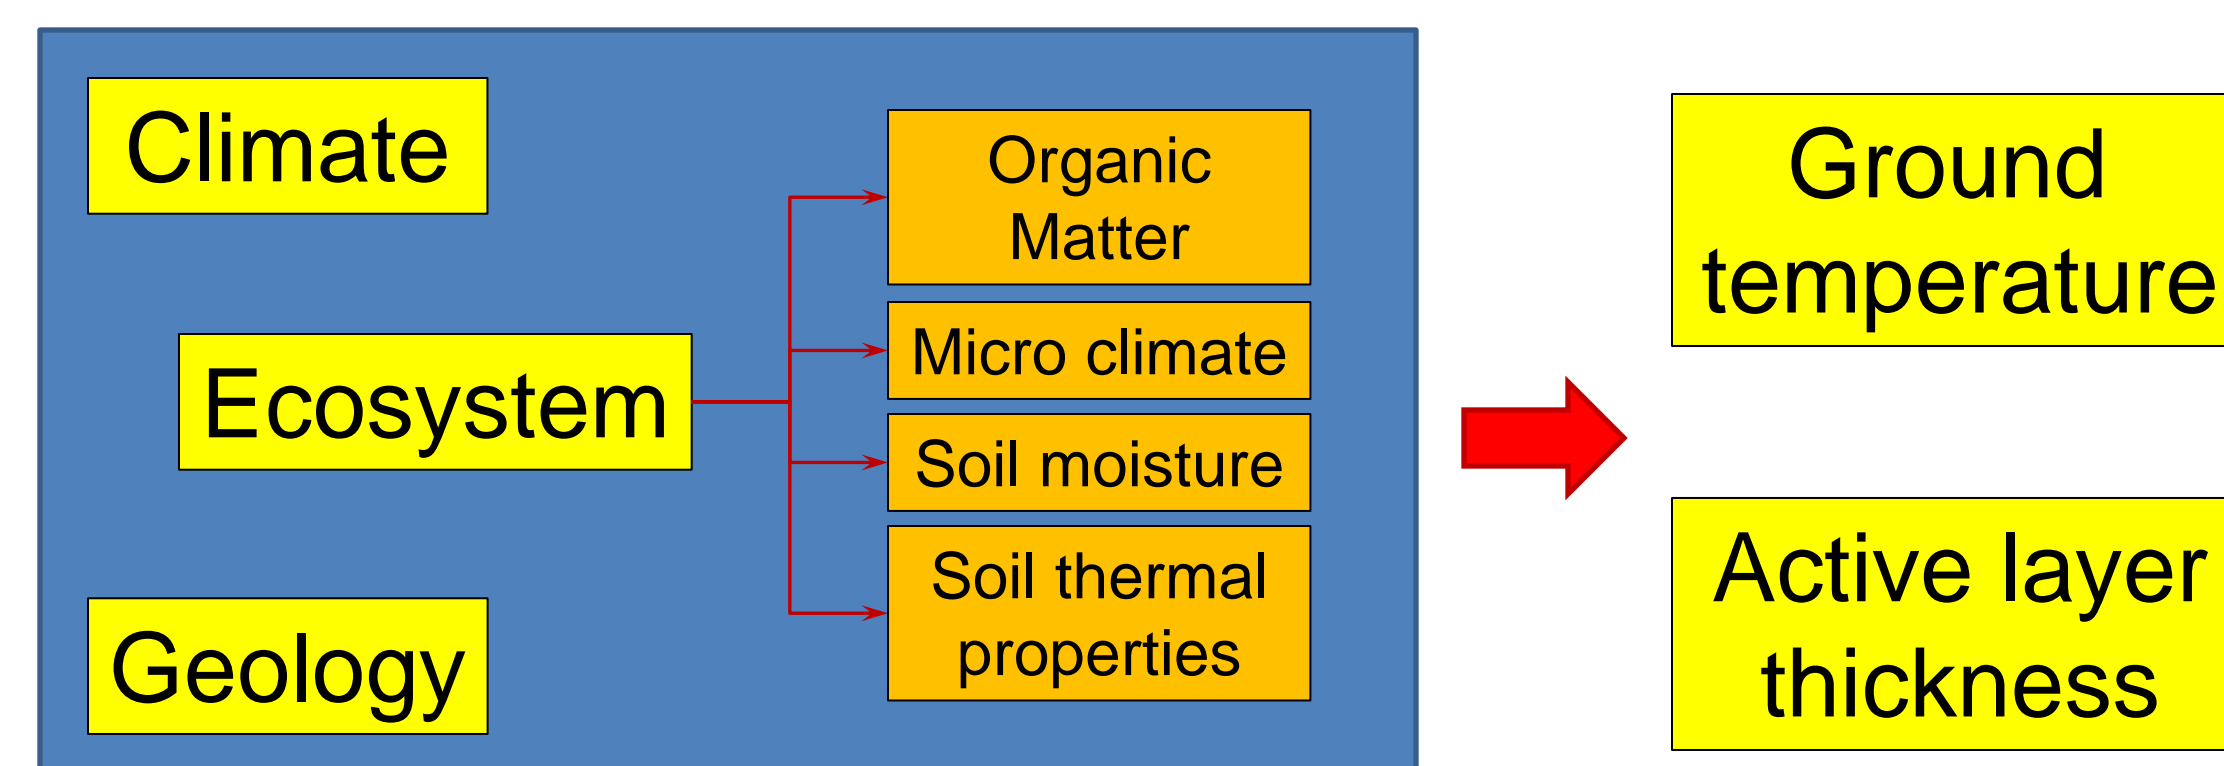 Climate
Ecosystem
Geology
Organic
Matter
Micro climate
Soil moisture
Soil thermal
properties
Ground
temperature
Active layer
thickness